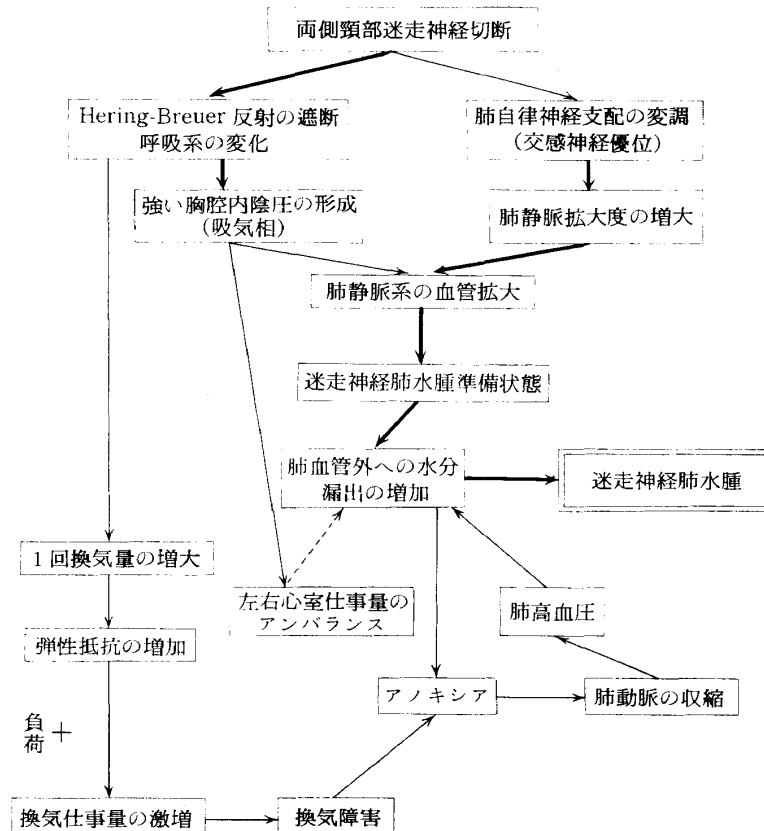 両側頸部迷走神経切断
Hering-Breuer 反射の遮断
呼吸系の変化
肺自律神経支配の変調
(交感神経優位)
強い胸腔内陰圧の形成
(吸気相)
肺静脈拡大度の増大
肺静脈系の血管拡大
迷走神経肺水腫準備状態
肺血管外への水分
漏出の増加
迷走神経肺水腫
1回換気量の増大
左右心室仕事量の
アンバランス
肺高血圧
弾性抵抗の増加
アノキシア
肺動脈の収縮
負荷 +
換気仕事量の激増
換気障害